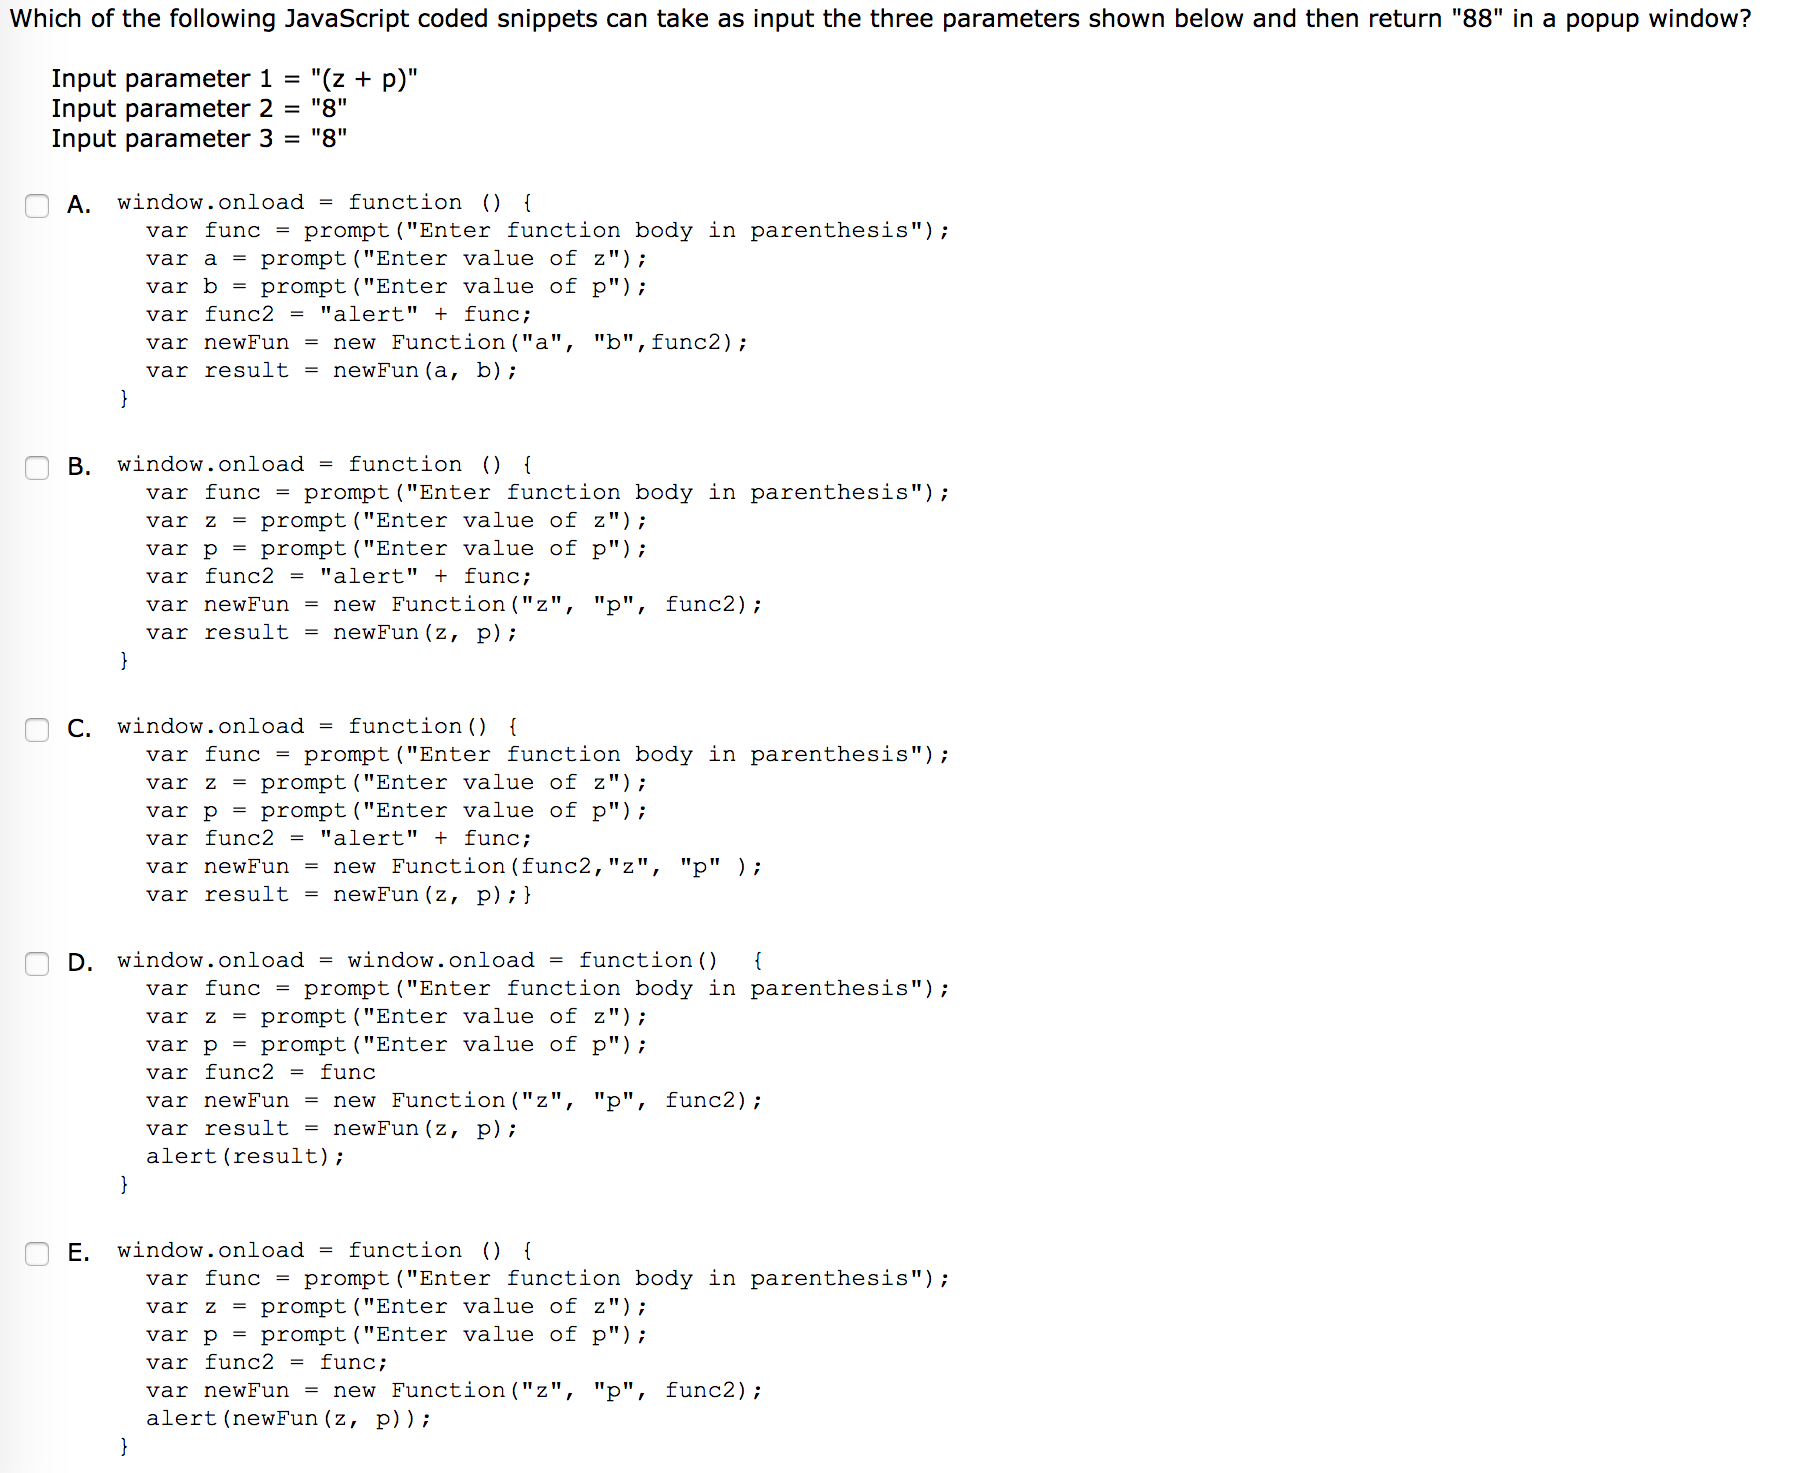 Which of the following JavaScript coded snippets can take as input the three parameters shown below and then return "88" in a popup window?
Input parameter 1 = "(z + p)"
Input parameter 2 = "8"
Input parameter 3 = "8"
A. window.onload = function () {
var func = prompt("Enter function body in parenthesis");
var a = prompt("Enter value of z");
var b = prompt("Enter value of p");
var func2 = "alert" + func;
var newFun = new Function("a", "b",func2);
var result = newFun(a, b);
}
B. window.onload = function () {
var func = prompt("Enter function body in parenthesis");
var z = prompt("Enter value of z");
var p = prompt("Enter value of p");
var func2 = "alert" + func;
var newFun = new Function("z", "p", func2);
var result = newFun(z, p);
}
C. window.onload = function() {
var func = prompt("Enter function body in parenthesis");
var z = prompt("Enter value of z");
var p = prompt("Enter value of p");
var func2 = "alert" + func;
var newFun = new Function(func2,"z", "p" );
var result = newFun(z, p);}
D. window.onload = window.onload = function() {
var func = prompt("Enter function body in parenthesis");
var z = prompt("Enter value of z");
var p = prompt("Enter value of p");
var func2 = func
var newFun = new Function("z", "p", func2);
var result = newFun(z, p);
alert(result);
}
E. window.onload = function () {
var func = prompt("Enter function body in parenthesis");
var z = prompt("Enter value of z");
var p = prompt("Enter value of p");
var func2 = func;
var newFun = new Function("z", "p", func2);
alert(newFun(z, p));
}